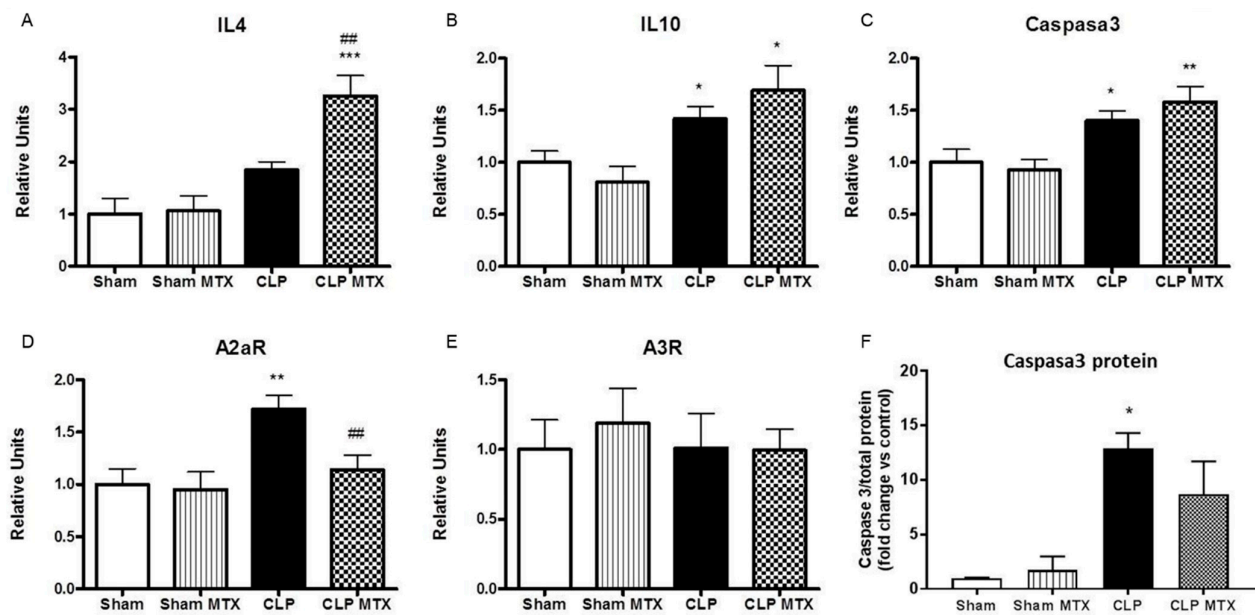 A
IL4
Relative Units
4
3
2
1
0
##
***
Sham
Sham MTX
CLP
CLP MTX
B
IL10
Relative Units
2.0
1.5
1.0
0.5
0.0
*
*
Sham
Sham MTX
CLP
CLP MTX
C
Caspasa3
Relative Units
2.0
1.5
1.0
0.5
0.0
*
**
Sham
Sham MTX
CLP
CLP MTX
D
A2aR
Relative Units
2.0
1.5
1.0
0.5
0.0
**
##
Sham
Sham MTX
CLP
CLP MTX
E
A3R
Relative Units
1.5
1.0
0.5
0.0
Sham
Sham MTX
CLP
CLP MTX
F
Caspasa3 protein
Caspase 3/total protein
(fold change vs control)
20
15
10
5
0
*
Sham
Sham MTX
CLP
CLP MTX